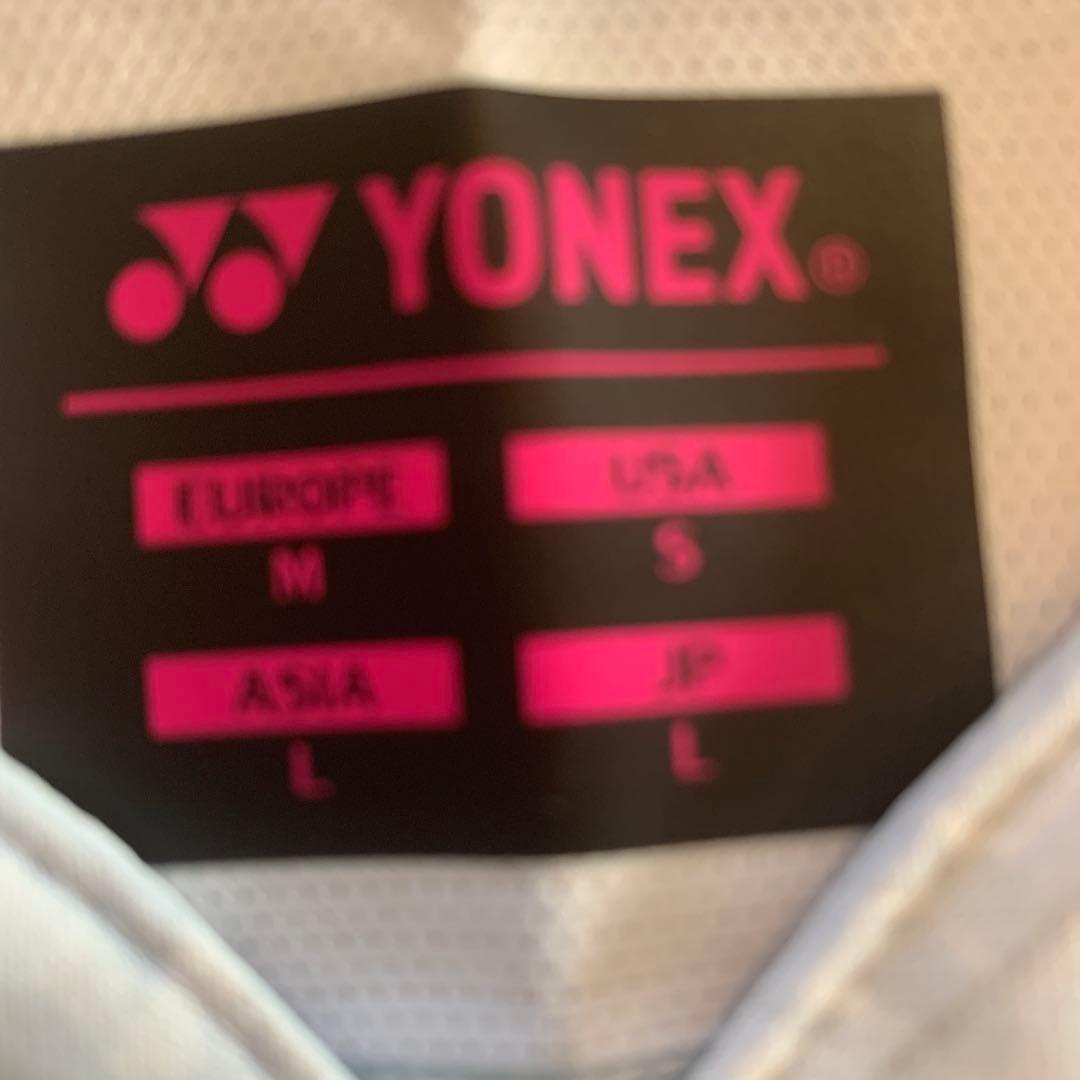 YONEX®
EUROPE USA
M S
ASIA JP
L L